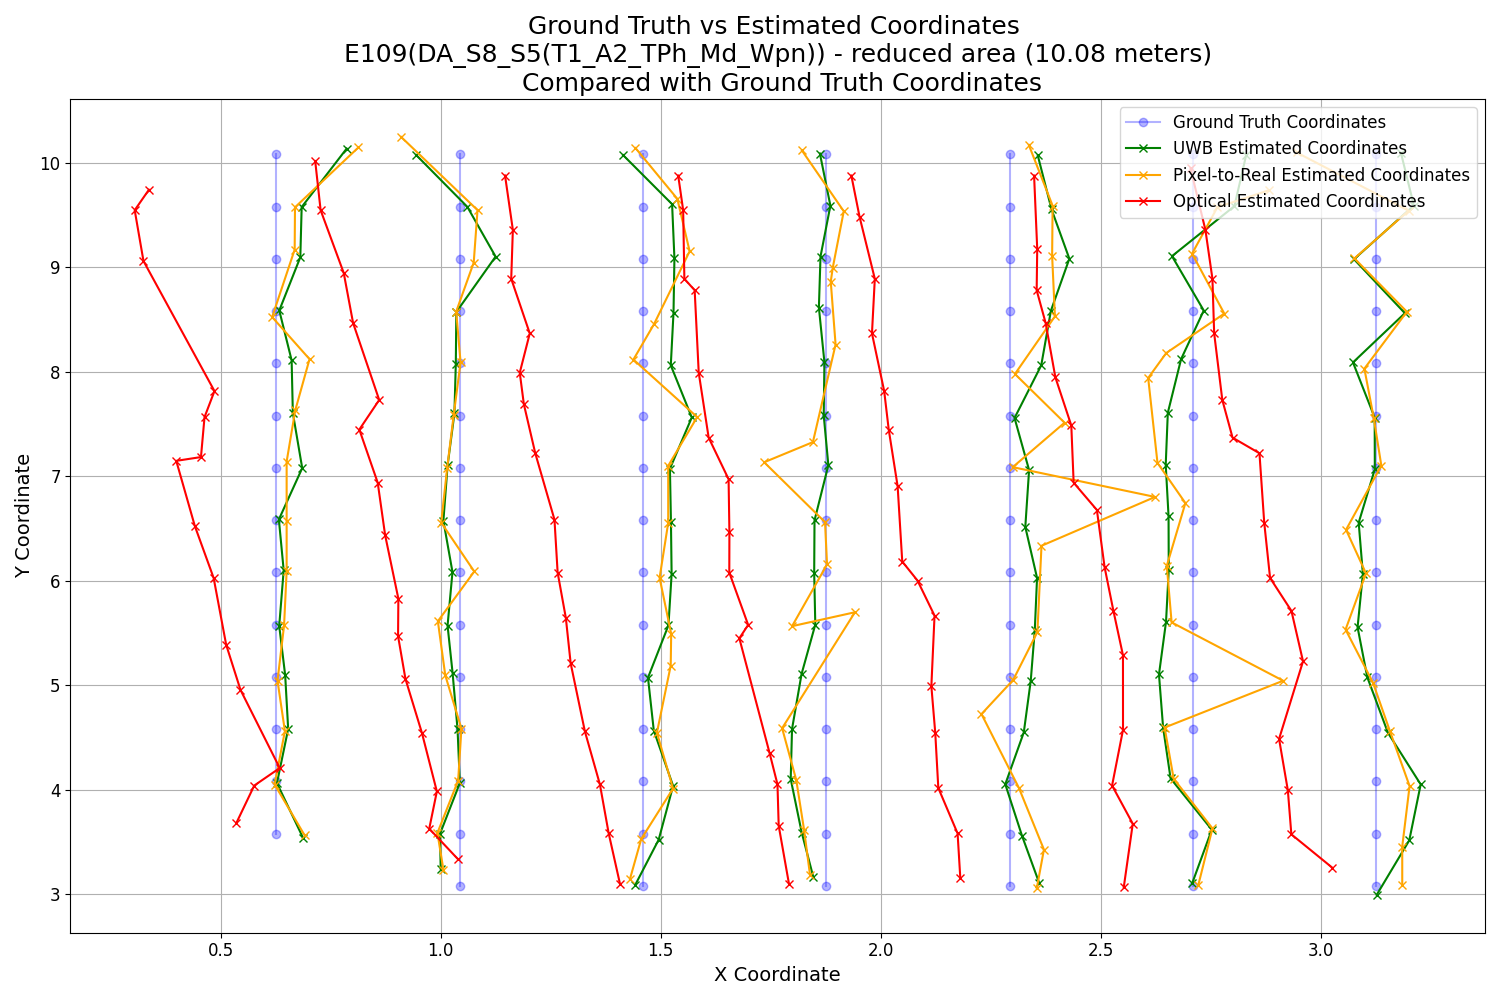 Ground Truth vs Estimated Coordinates
E109(DA_S8_S5(T1_A2_TPh_Md_Wpn)) - reduced area (10.08 meters)
Compared with Ground Truth Coordinates
Ground Truth Coordinates
UWB Estimated Coordinates
Pixel-to-Real Estimated Coordinates
Optical Estimated Coordinates
Y Coordinate
10
9
8
7
6
5
4
3
0.5
1.0
1.5
2.0
2.5
3.0
X Coordinate